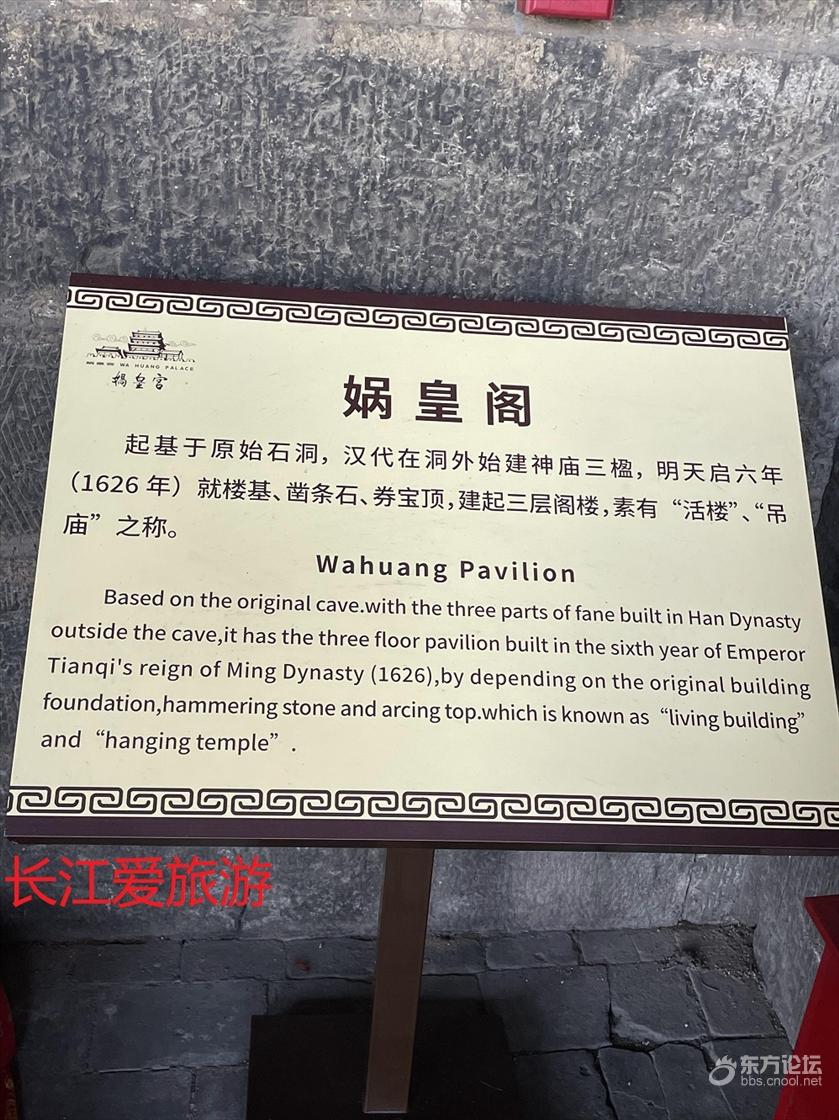 WA HUANG PALACE
娲皇宫
娲皇阁
起基于原始石洞，汉代在洞外始建神庙三楹，明天启六年
（1626 年）就楼基、凿条石、券宝顶，建起三层阁楼，素有“活楼”、“吊
庙”之称。
Wahuang Pavilion
Based on the original cave.with the three parts of fane built in Han Dynasty
outside the cave,it has the three floor pavilion built in the sixth year of Emperor
Tianqi's reign of Ming Dynasty (1626),by depending on the original building
foundation,hammering stone and arcing top.which is known as “living building”
and “hanging temple”.
长江爱旅游
东方论坛
bbs.cnool.net